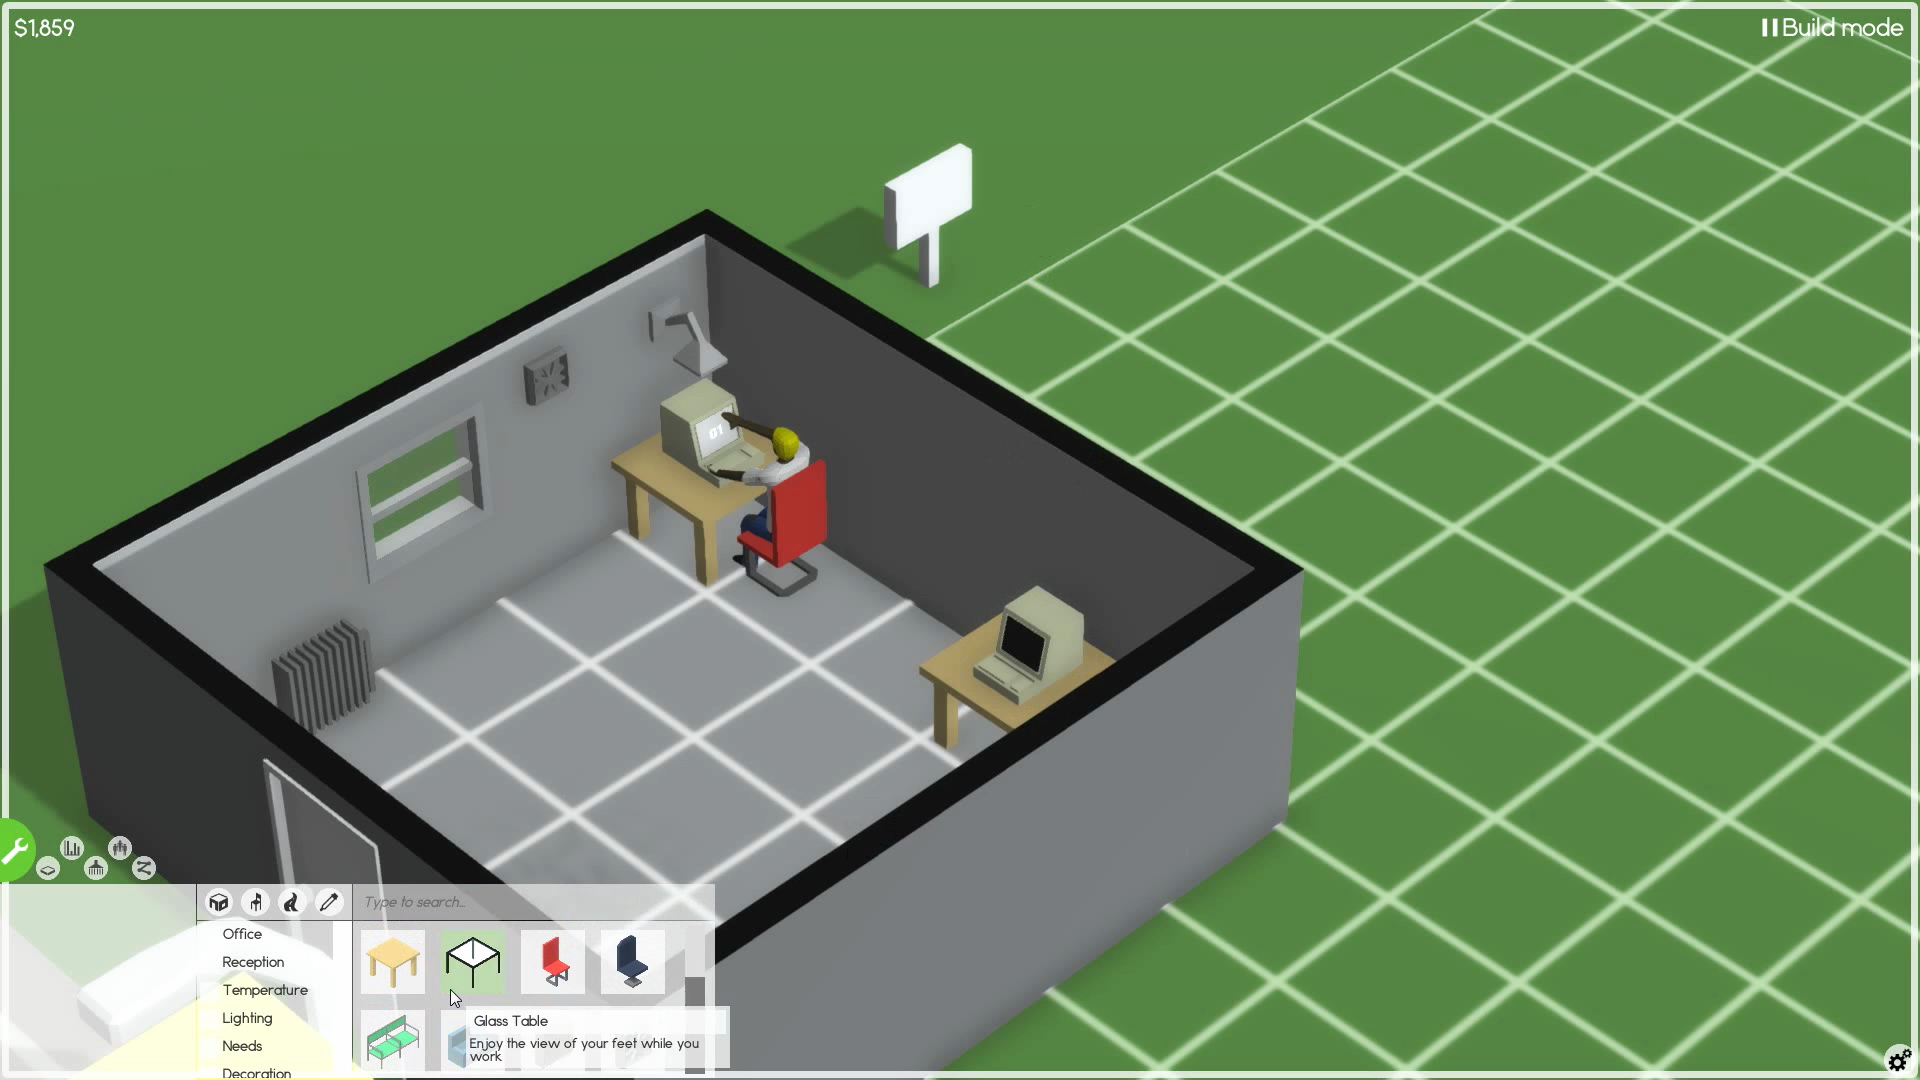 $1,859
Build mode
01
Type to search...
Office
Reception
Temperature
Lighting
Needs
Decoration
Glass Table
Enjoy the view of your feet while you
work